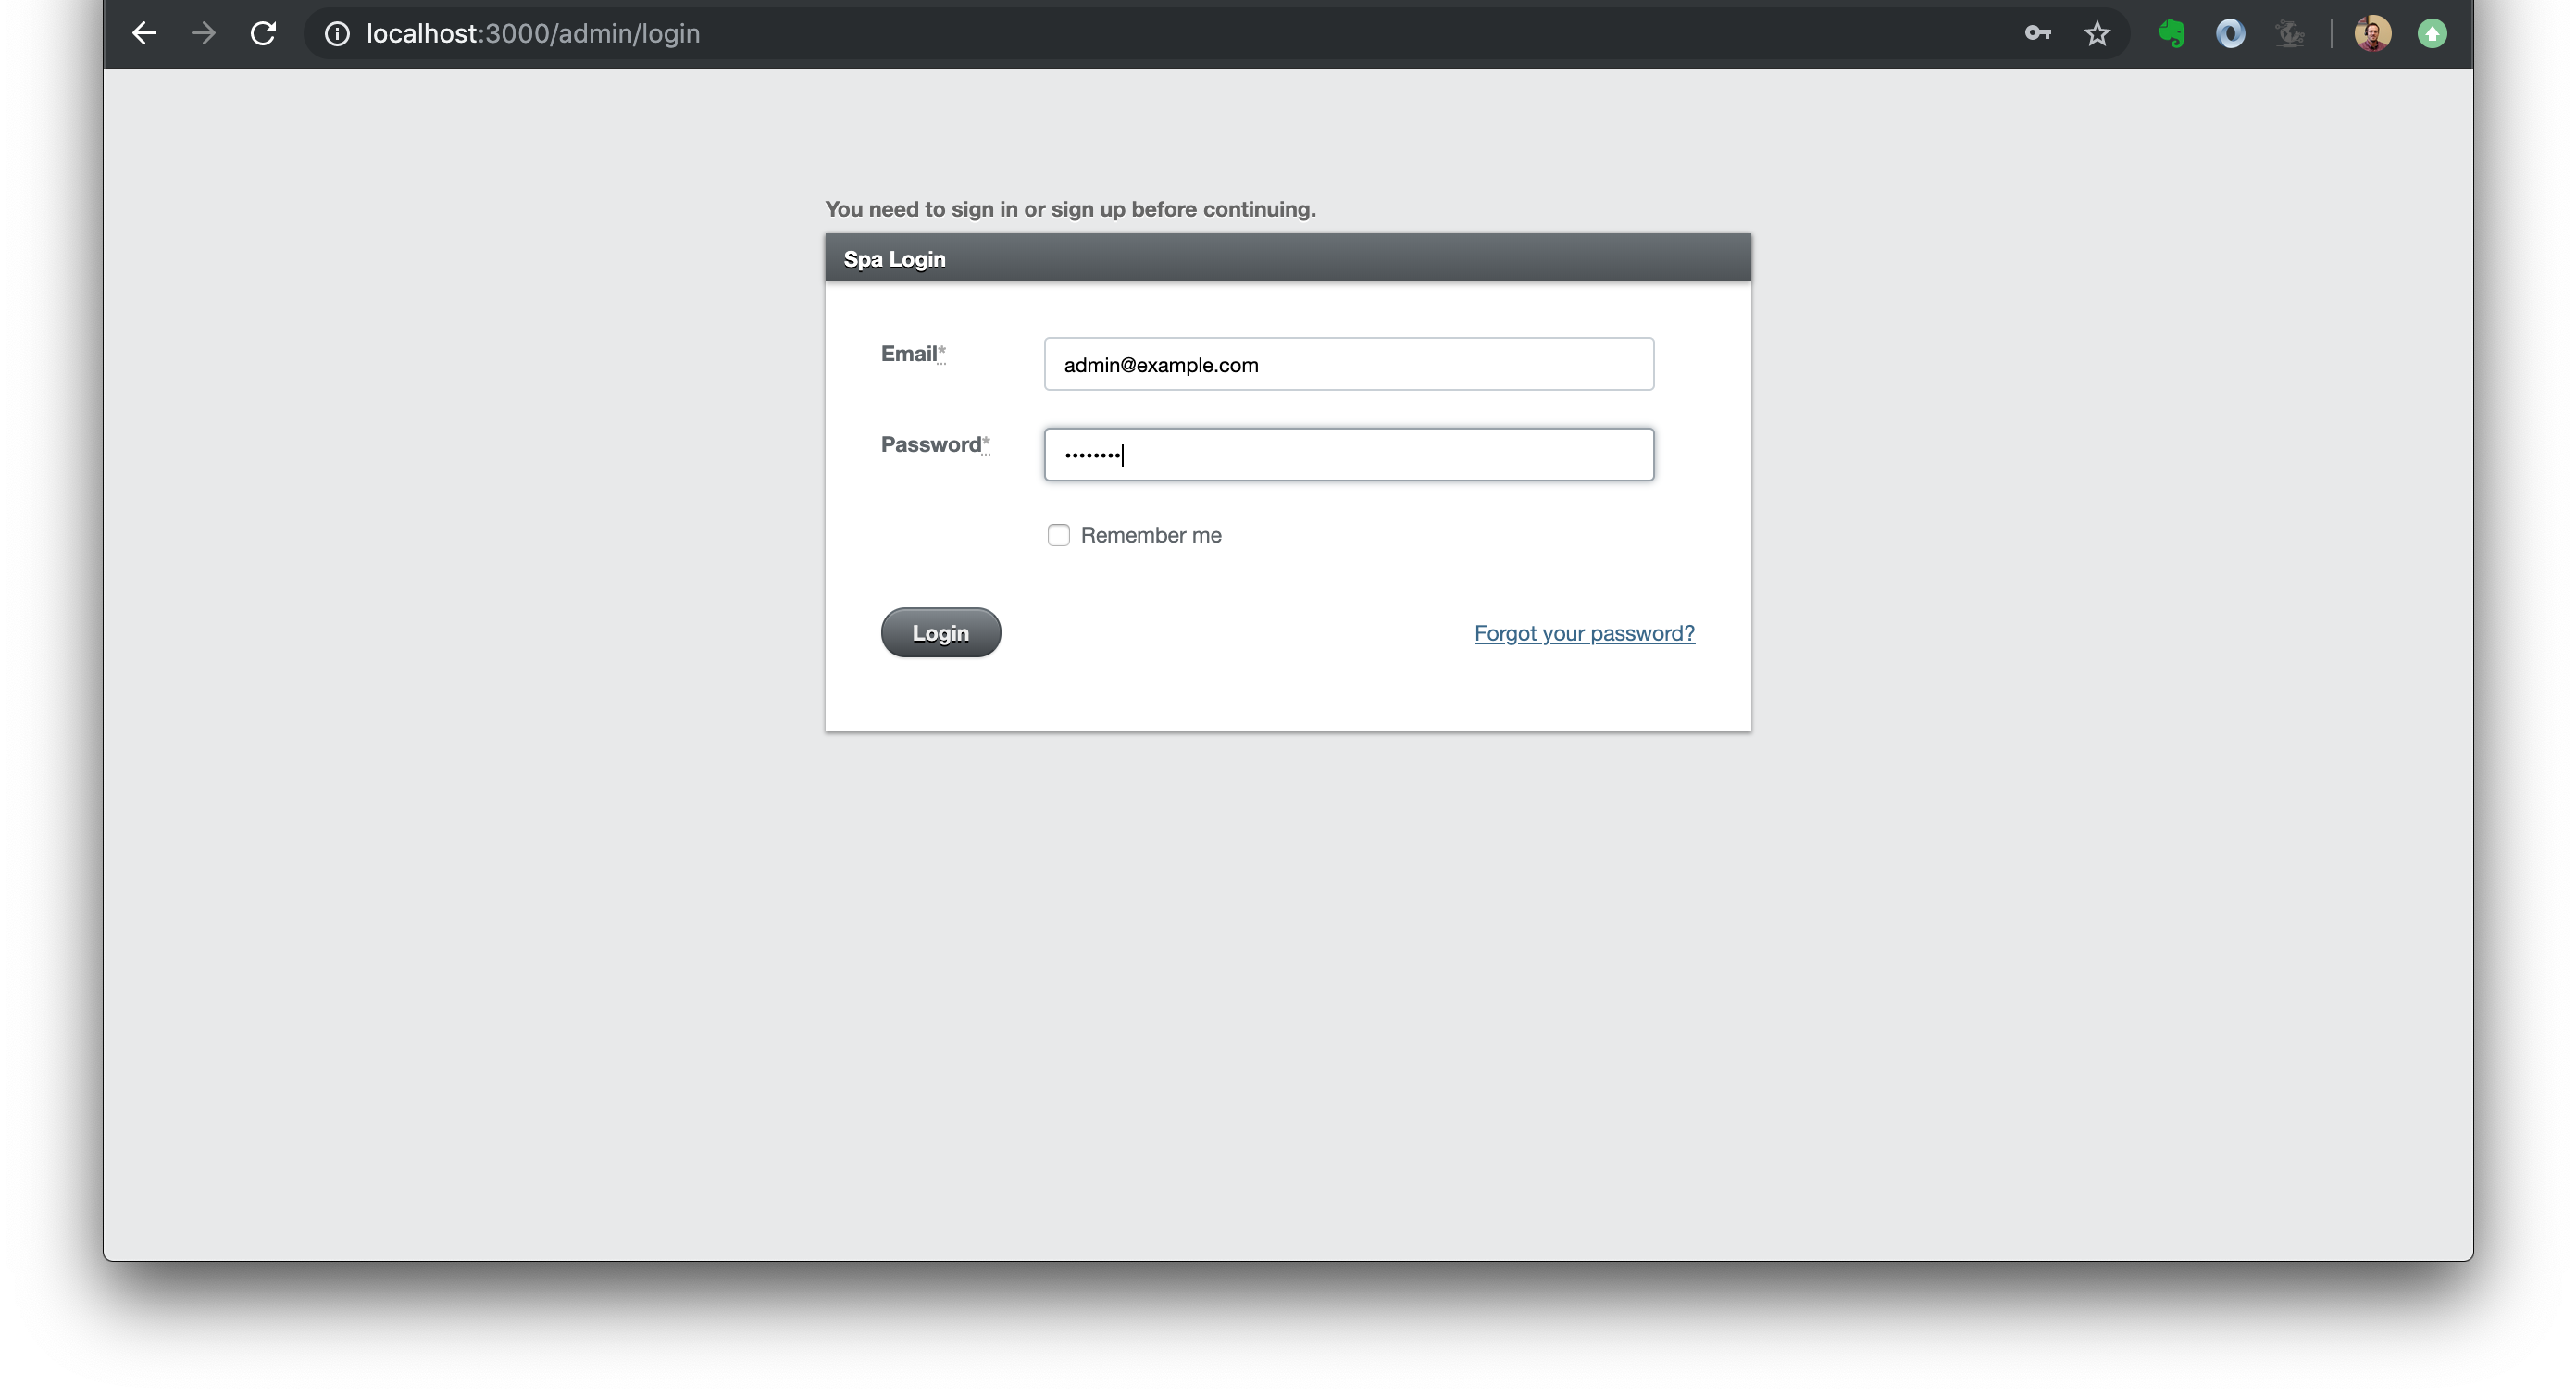 localhost:3000/admin/login
You need to sign in or sign up before continuing.
Spa Login
Email*
admin@example.com
Password*
••••••••
Remember me
Login
Forgot your password?